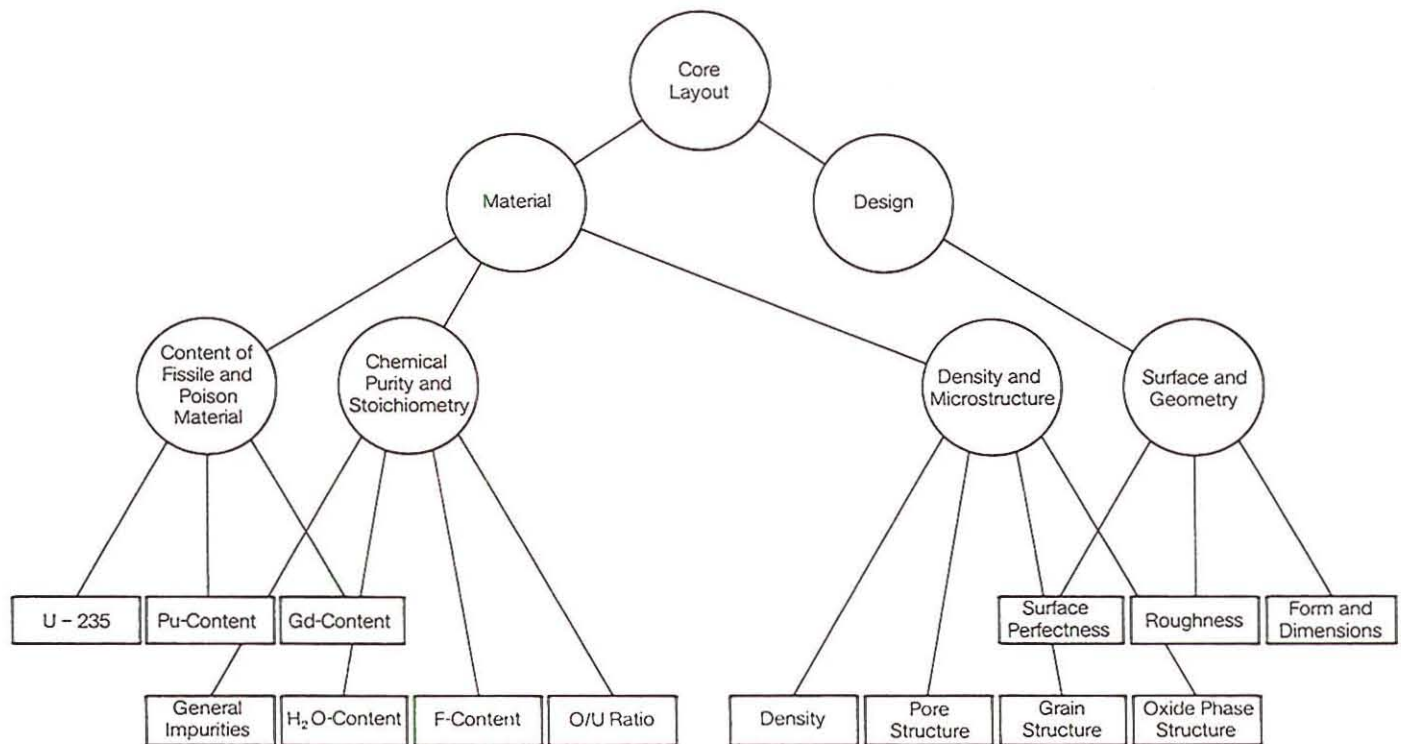 Core
Layout
Material
Design
Content of
Fissile and
Poison
Material
Chemical
Purity and
Stoichiometry
Density and
Microstructure
Surface and
Geometry
U – 235
Pu-Content
Gd-Content
Surface
Perfectness
Roughness
Form and
Dimensions
General
Impurities
H₂O-Content
F-Content
O/U Ratio
Density
Pore
Structure
Grain
Structure
Oxide Phase
Structure